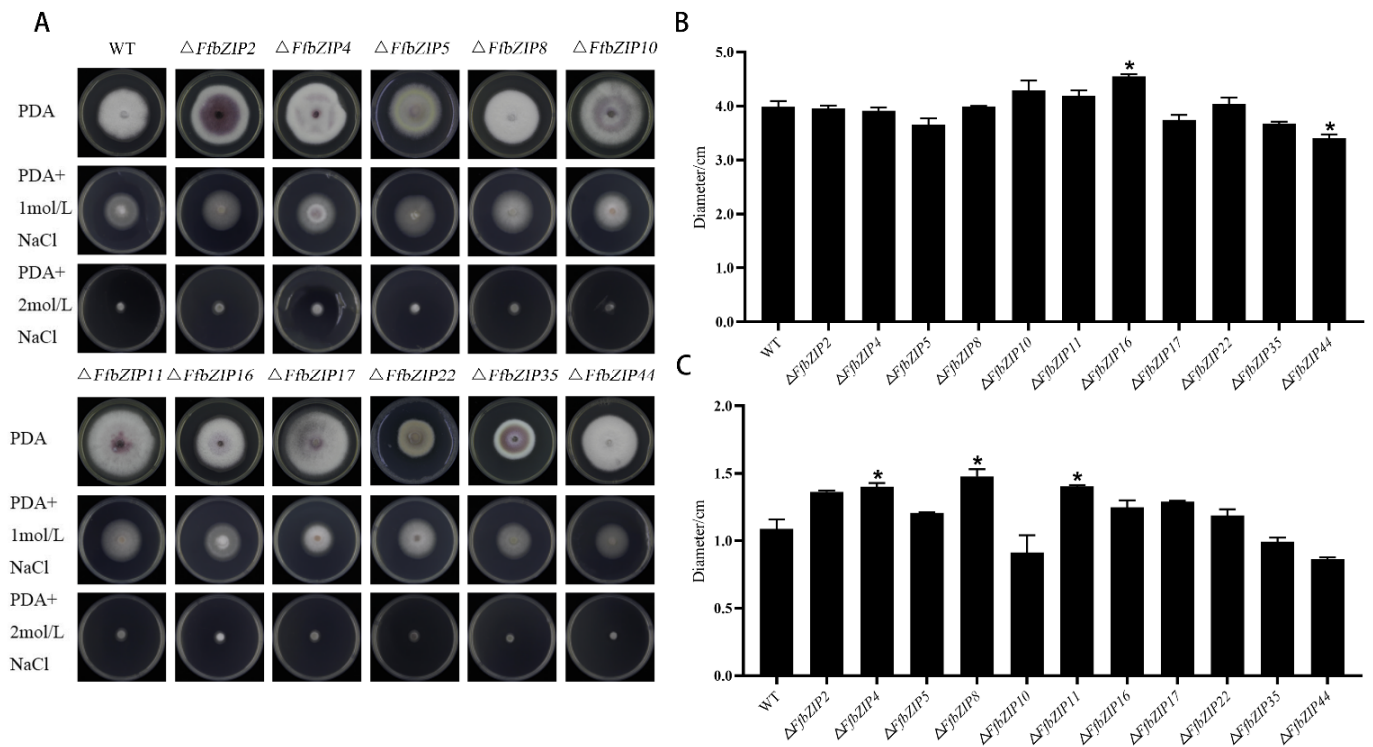 A
WT △FfbZIP2 △FfbZIP4 △FfbZIP5 △FfbZIP8 △FfbZIP10
PDA
PDA+
1mol/L
NaCl
PDA+
2mol/L
NaCl
△FfbZIP11 △FfbZIP16 △FfbZIP17 △FfbZIP22 △FfbZIP35 △FfbZIP44
PDA
PDA+
1mol/L
NaCl
PDA+
2mol/L
NaCl
B
5.0
4.0
3.0
2.0
1.0
0.0
Diameter/cm
*
*
WT ΔFfbZIP2 ΔFfbZIP4 ΔFfbZIP5 ΔFfbZIP8 ΔFfbZIP10 ΔFfbZIP11 ΔFfbZIP16 ΔFfbZIP17 ΔFfbZIP22 ΔFfbZIP35 ΔFfbZIP44
C
2.0
1.5
1.0
0.5
0.0
Diameter/cm
* * *
WT ΔFfbZIP2 ΔFfbZIP4 ΔFfbZIP5 ΔFfbZIP8 ΔFfbZIP10 ΔFfbZIP11 ΔFfbZIP16 ΔFfbZIP17 ΔFfbZIP22 ΔFfbZIP35 ΔFfbZIP44